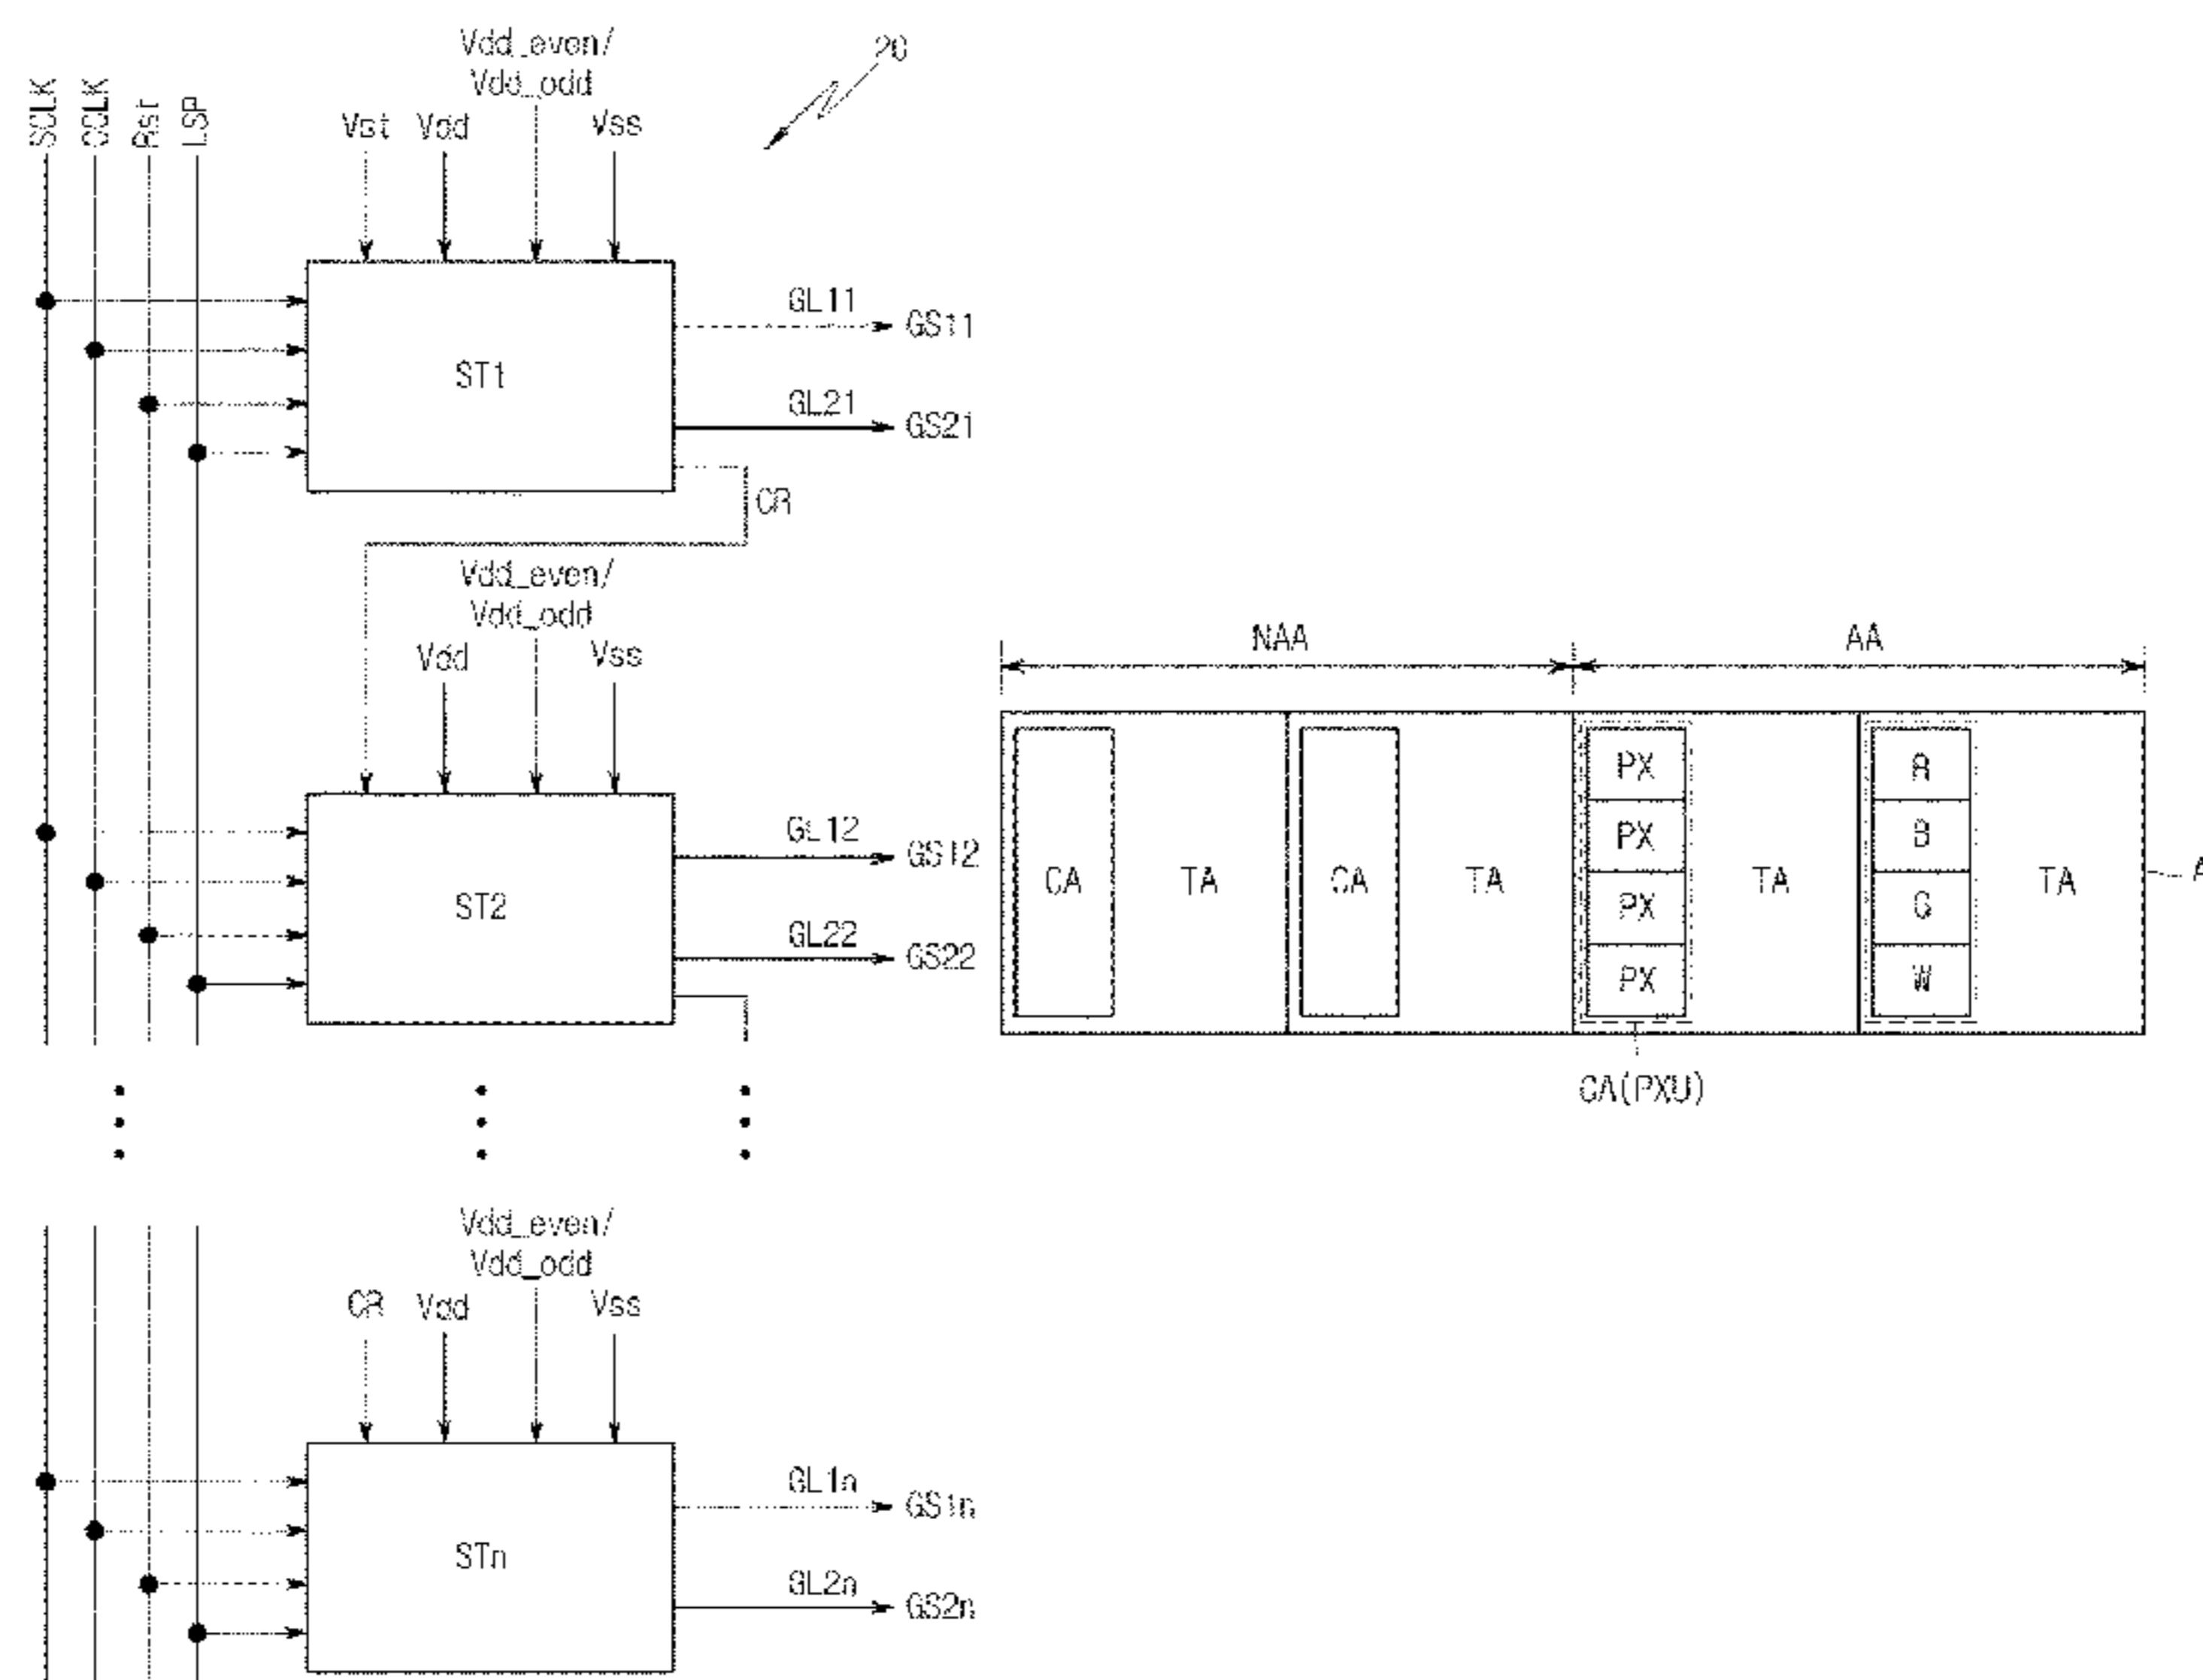 Vdd_even/
Vdd_odd
20
SCLK
CCLK
Rst
LSP
Vst
Vdd
Vss
GL11
GS11
ST1
GL21
GS21
CR
Vdd_even/
Vdd_odd
Vdd
Vss
NAA
AA
GL12
GS12
ST2
GL22
GS22
CA
TA
CA
TA
PX
PX
PX
PX
TA
R
B
G
W
TA
A
CA(PXU)
Vdd_even/
Vdd_odd
CR
Vdd
Vss
GL1n
GS1n
STn
GL2n
GS2n